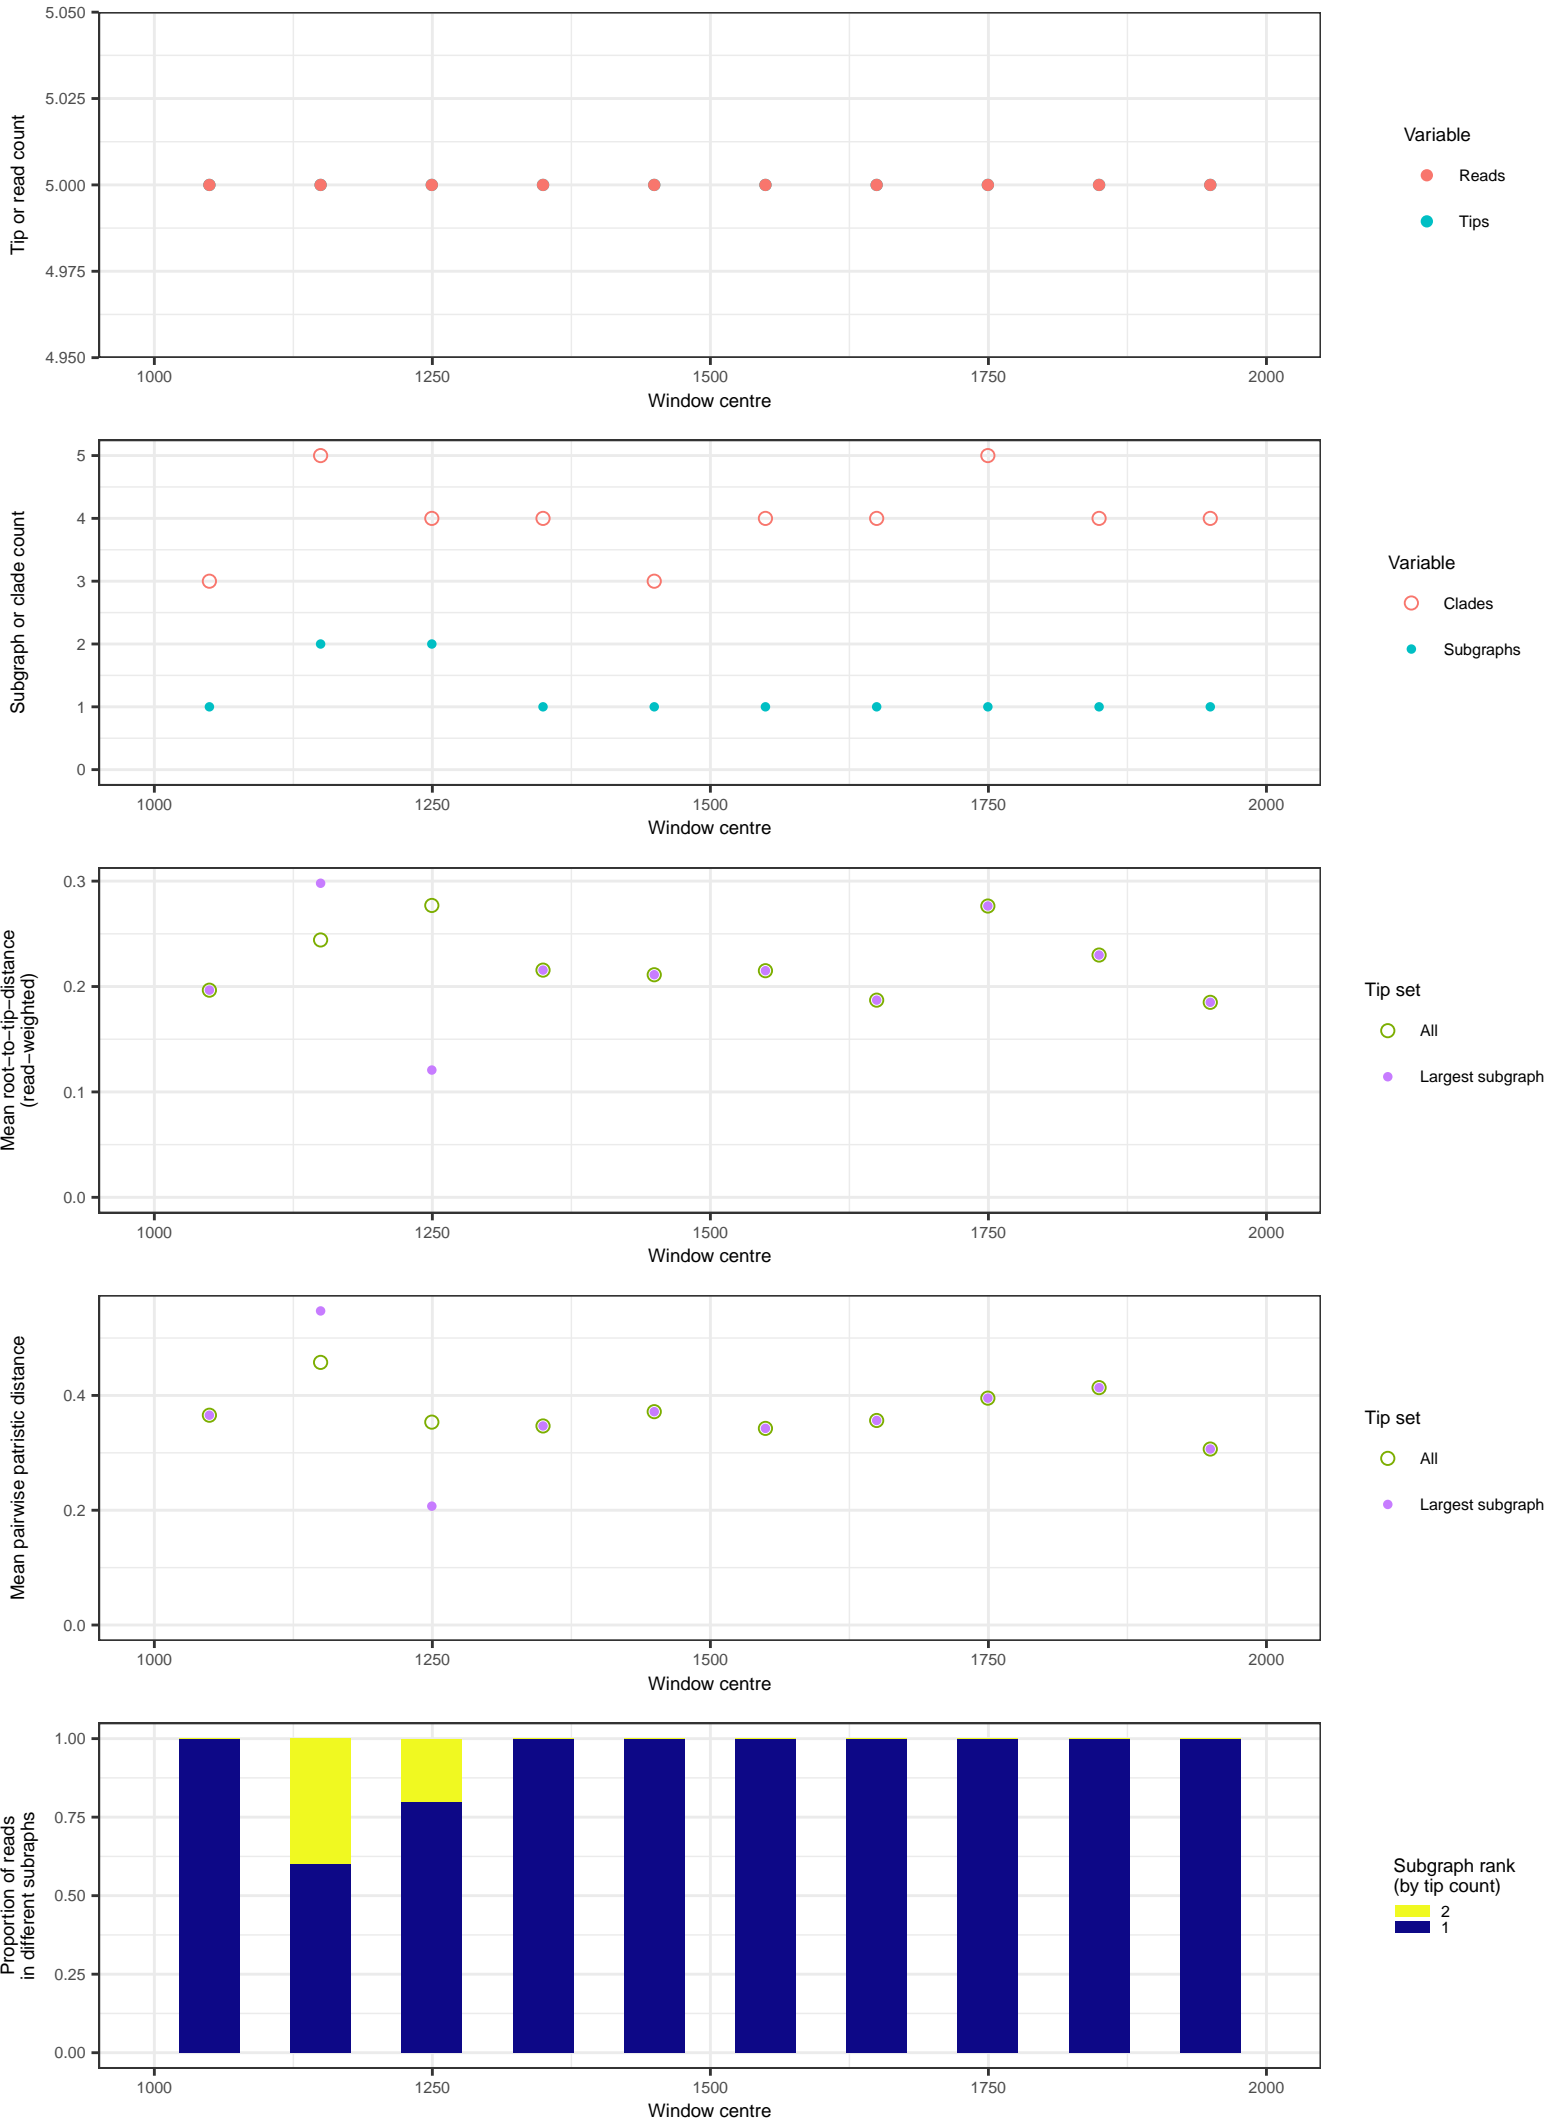 5.050
5.025
5.000
4.975
4.950
Tip or read count
1000 1250 1500 1750 2000
Window centre
Variable
Reads
Tips
5
4
3
2
1
0
Subgraph or clade count
1000 1250 1500 1750 2000
Window centre
Variable
Clades
Subgraphs
0.3
0.2
0.1
0.0
Mean root−to−tip−distance
(read−weighted)
1000 1250 1500 1750 2000
Window centre
Tip set
All
Largest subgraph
0.4
0.2
0.0
Mean pairwise patristic distance
1000 1250 1500 1750 2000
Window centre
Tip set
All
Largest subgraph
1.00
0.75
0.50
0.25
0.00
Proportion of reads
in different subraphs
1000 1250 1500 1750 2000
Window centre
Subgraph rank
(by tip count)
2
1